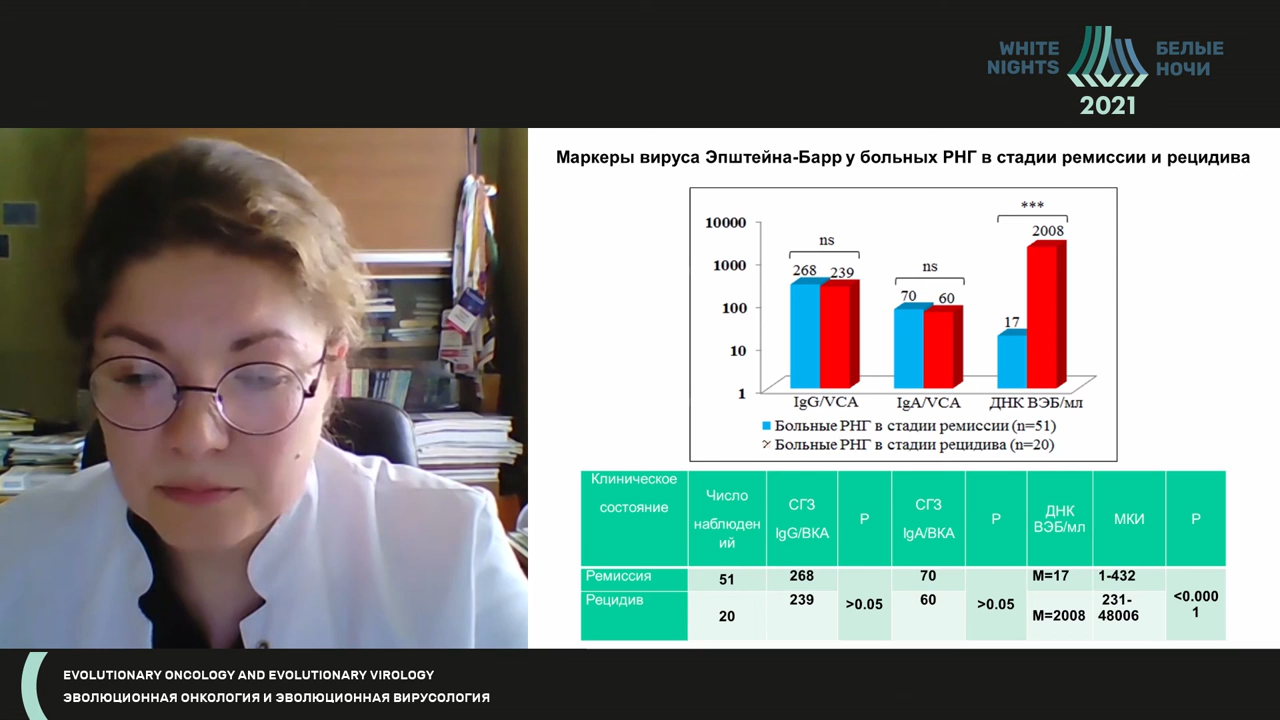 WHITE
NIGHTS
БЕЛЫЕ
НОЧИ
2021
Маркеры вируса Эпштейна-Барр у больных РНГ в стадии ремиссии и рецидива
10000
1000
100
10
1
ns
268
239
ns
70
60
***
17
2008
IgG/VCA
IgA/VCA
ДНК ВЭБ/мл
Больные РНГ в стадии ремиссии (n=51)
Больные РНГ в стадии рецидива (n=20)
Клиническое
состояние
Число
наблюден
ий
СГЗ
IgG/ВКА
P
СГЗ
IgA/ВКА
P
ДНК
ВЭБ/мл
МКИ
P
Ремиссия
51
268
>0.05
70
>0.05
М=17
1-432
<0.000
1
Рецидив
20
239
60
М=2008
231-
48006
EVOLUTIONARY ONCOLOGY AND EVOLUTIONARY VIROLOGY
ЭВОЛЮЦИОННАЯ ОНКОЛОГИЯ И ЭВОЛЮЦИОННАЯ ВИРУСОЛОГИЯ